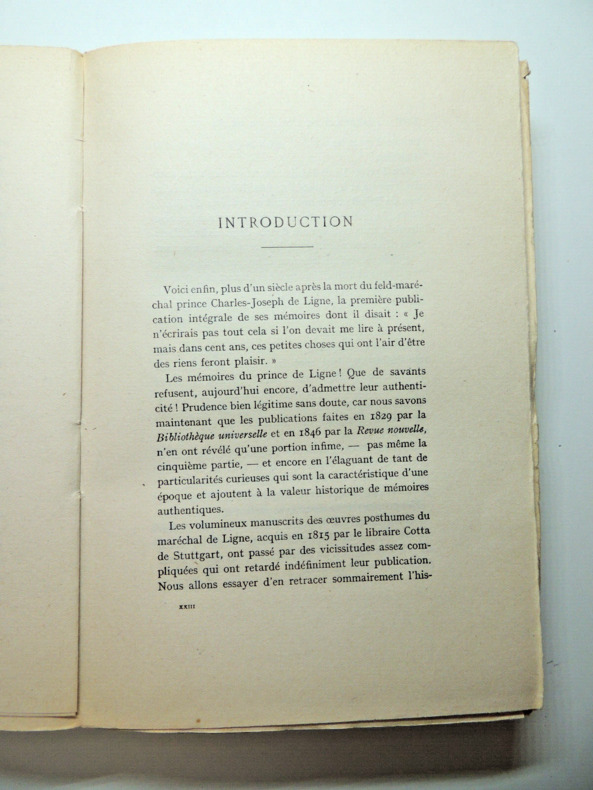 INTRODUCTION
Voici enfin, plus d'un siècle après la mort du feld-maré-
chal prince Charles-Joseph de Ligne, la première publi-
cation intégrale de ses mémoires dont il disait : « Je
n'écrirais pas tout cela si l'on devait me lire à présent,
mais dans cent ans, ces petites choses qui ont l'air d'être
des riens feront plaisir. »
Les mémoires du prince de Ligne! Que de savants
refusent, aujourd'hui encore, d'admettre leur authenti-
cité! Prudence bien légitime sans doute, car nous savons
maintenant que les publications faites en 1829 par la
Bibliothèque universelle et en 1846 par la Revue nouvelle,
n'en ont révélé qu'une portion infime, — pas même la
cinquième partie, — et encore en l'élaguant de tant de
particularités curieuses qui sont la caractéristique d'une
époque et ajoutent à la valeur historique de mémoires
authentiques.
Les volumineux manuscrits des œuvres posthumes du
maréchal de Ligne, acquis en 1815 par le libraire Cotta
de Stuttgart, ont passé par des vicissitudes assez com-
pliquées qui ont retardé indéfiniment leur publication.
Nous allons essayer d'en retracer sommairement l'his-
XXIII